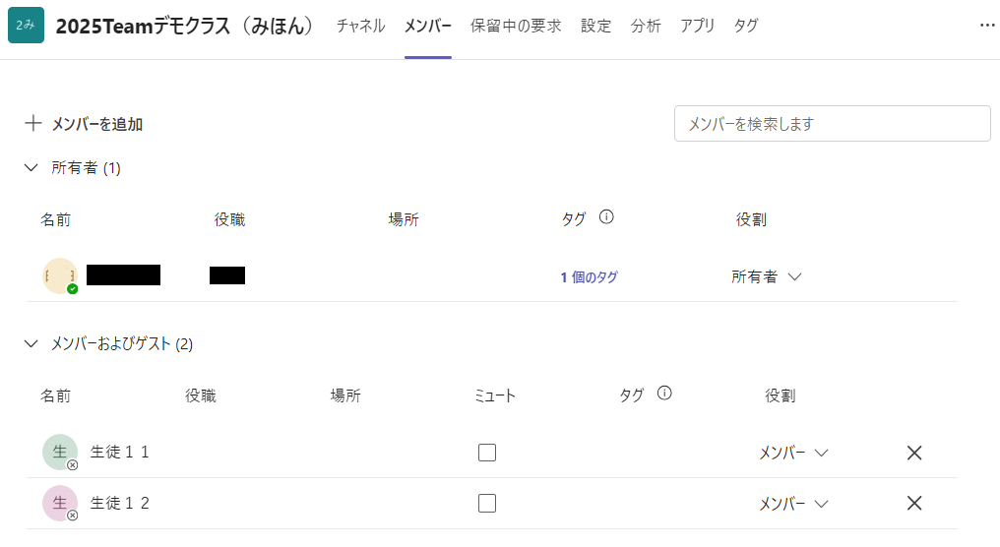 2み 2025Teamデモクラス（みほん） チャネル メンバー 保留中の要求 設定 分析 アプリ タグ
メンバーを追加 メンバーを検索します
所有者 (1)
名前 役職 場所 タグ 役割
1 個のタグ 所有者
メンバーおよびゲスト (2)
名前 役職 場所 ミュート タグ 役割
生 生徒１１ メンバー
生 生徒１２ メンバー